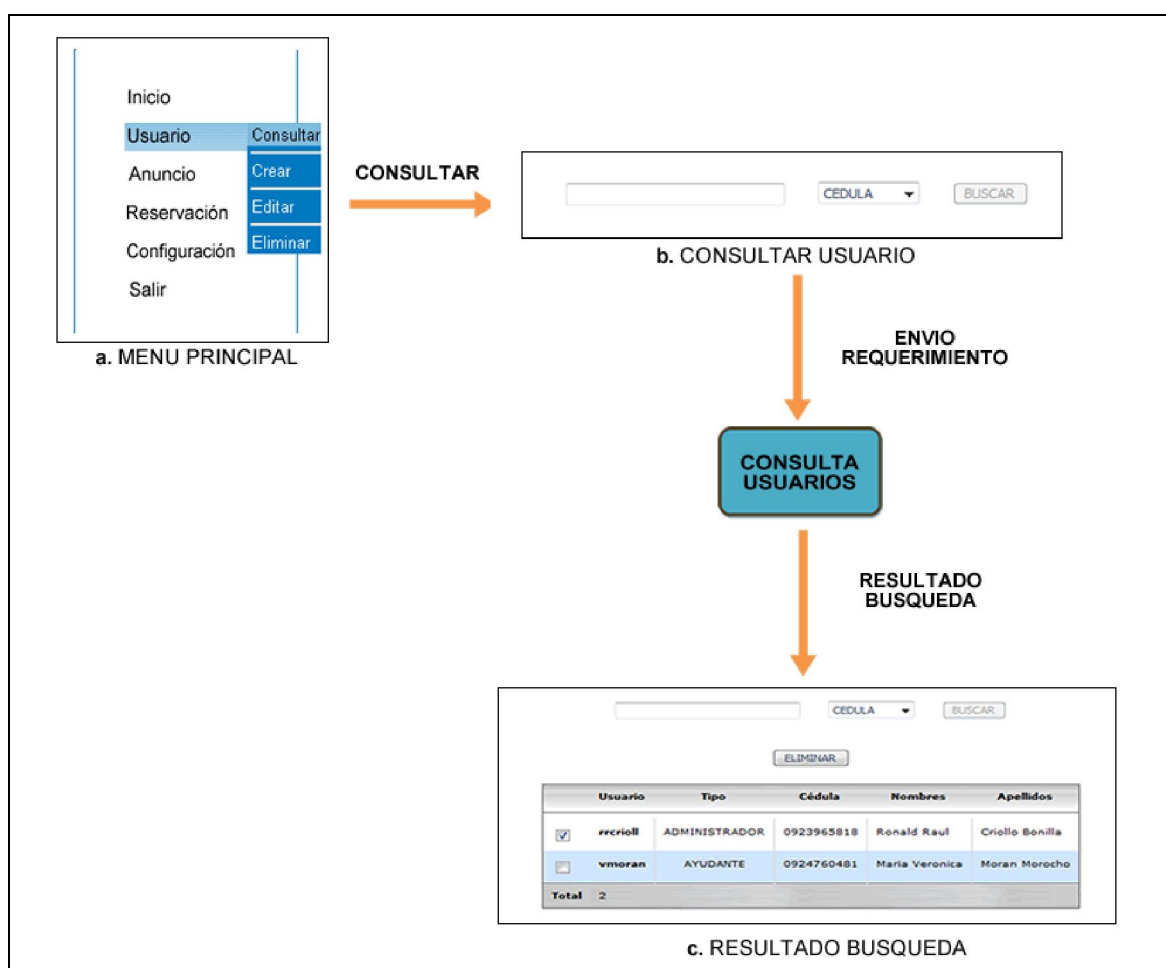 Inicio
Usuario Consultar
Anuncio Crear
Reservación Editar
Configuración Eliminar
Salir
a. MENU PRINCIPAL
CONSULTAR
CEDULA BUSCAR
b. CONSULTAR USUARIO
ENVIO
REQUERIMIENTO
CONSULTA
USUARIOS
RESULTADO
BUSQUEDA
CEDULA BUSCAR
ELIMINAR
Usuario Tipo Cédula Nombres Apellidos
rrcrioll ADMINISTRADOR 0923965818 Ronald Raul Criollo Bonilla
vmoran AYUDANTE 0924760481 Maria Veronica Moran Morocho
Total 2
c. RESULTADO BUSQUEDA